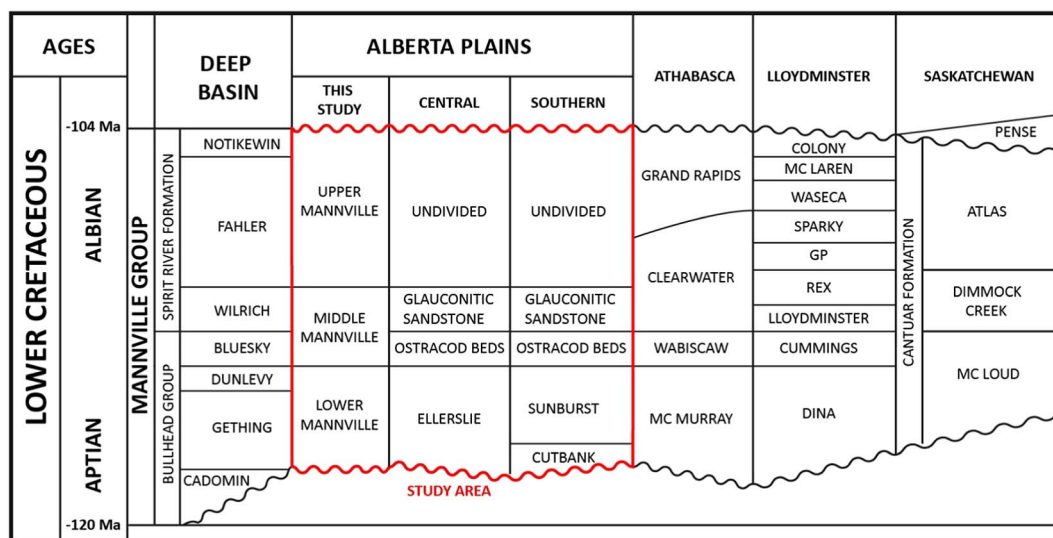 AGES
DEEP
BASIN
ALBERTA PLAINS
THIS
STUDY
CENTRAL
SOUTHERN
ATHABASCA
LLOYDMINSTER
SASKATCHEWAN
LOWER CRETACEOUS
ALBIAN
APTIAN
-104 Ma
-120 Ma
MANNVILLE GROUP
SPIRIT RIVER FORMATION
BULLHEAD GROUP
NOTIKEWIN
FAHLER
WILRICH
BLUESKY
DUNLEVY
GETHING
CADOMIN
UPPER
MANNVILLE
MIDDLE
MANNVILLE
LOWER
MANNVILLE
UNDIVIDED
GLAUCONITIC
SANDSTONE
OSTRACOD BEDS
ELLERSLIE
UNDIVIDED
GLAUCONITIC
SANDSTONE
OSTRACOD BEDS
SUNBURST
CUTBANK
STUDY AREA
GRAND RAPIDS
CLEARWATER
WABISCAW
MC MURRAY
COLONY
MC LAREN
WASECA
SPARKY
GP
REX
LLOYDMINSTER
CUMMINGS
DINA
CANTUAR FORMATION
PENSE
ATLAS
DIMMOCK
CREEK
MC LOUD